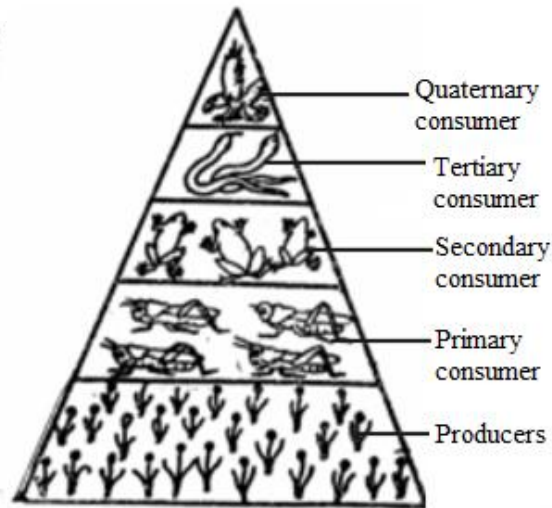 Quaternary
consumer
Tertiary
consumer
Secondary
consumer
Primary
consumer
Producers